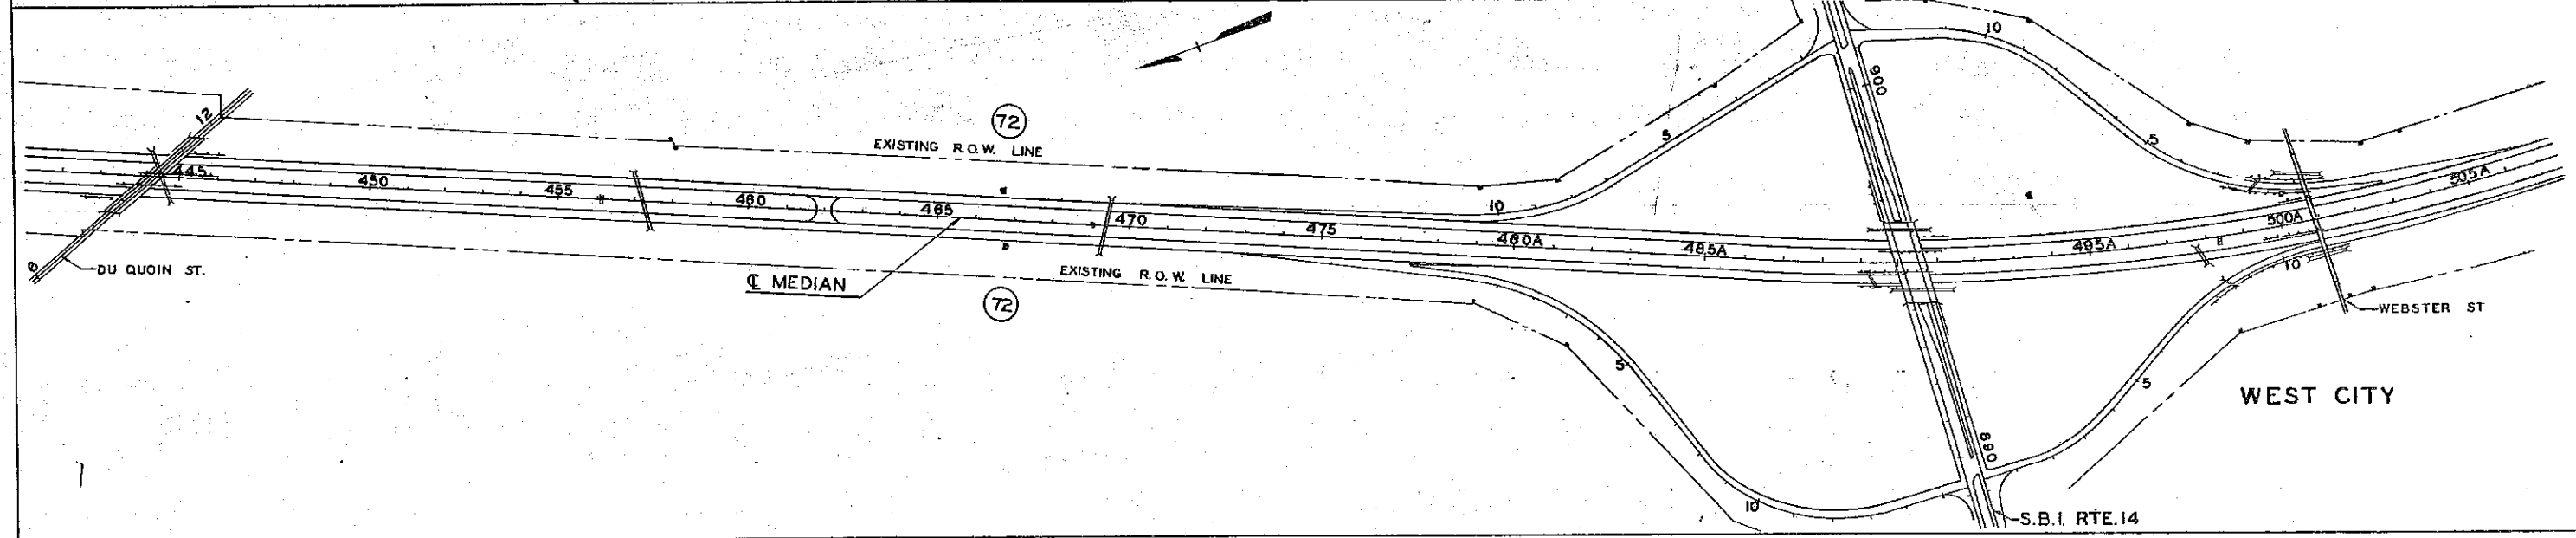 10
900
12
72
5
5
EXISTING R.O.W. LINE
445
450
455
460
465
470
475
10
480A
485A
495A
500A
505A
8
DU QUOIN ST.
℄ MEDIAN
EXISTING R.O.W. LINE
72
10
WEBSTER ST
5
5
WEST CITY
890
10
S.B.I. RTE.14